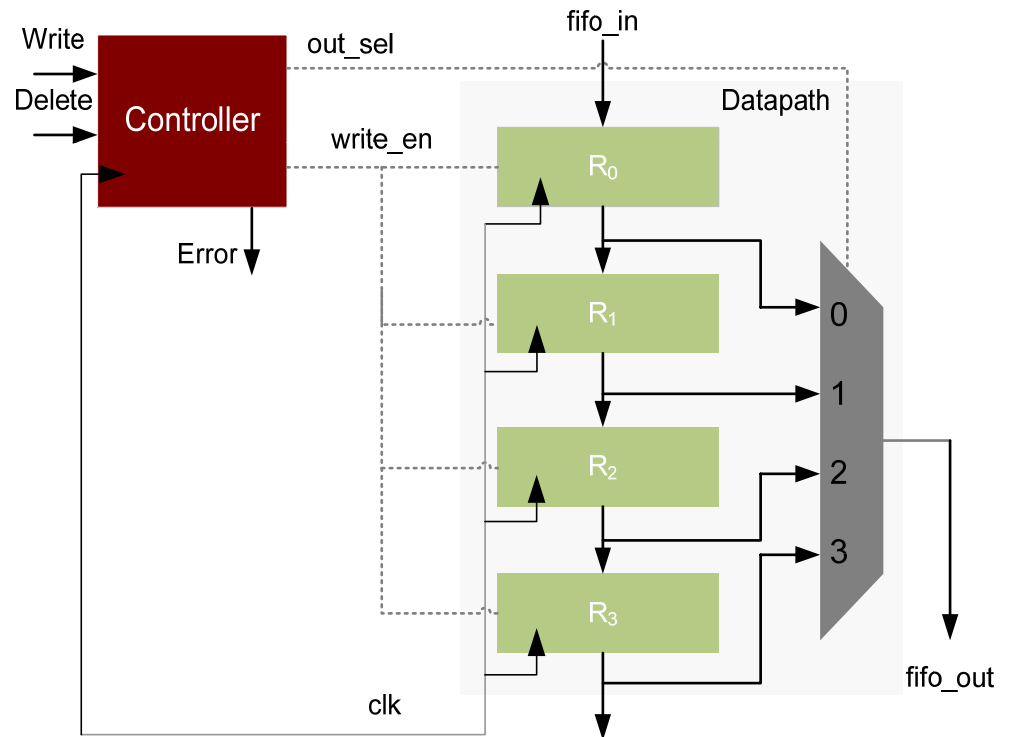 fifo_in
Write
out_sel
Delete
Controller
Datapath
write_en
R₀
Error
R₁
0
1
R₂
2
3
R₃
fifo_out
clk